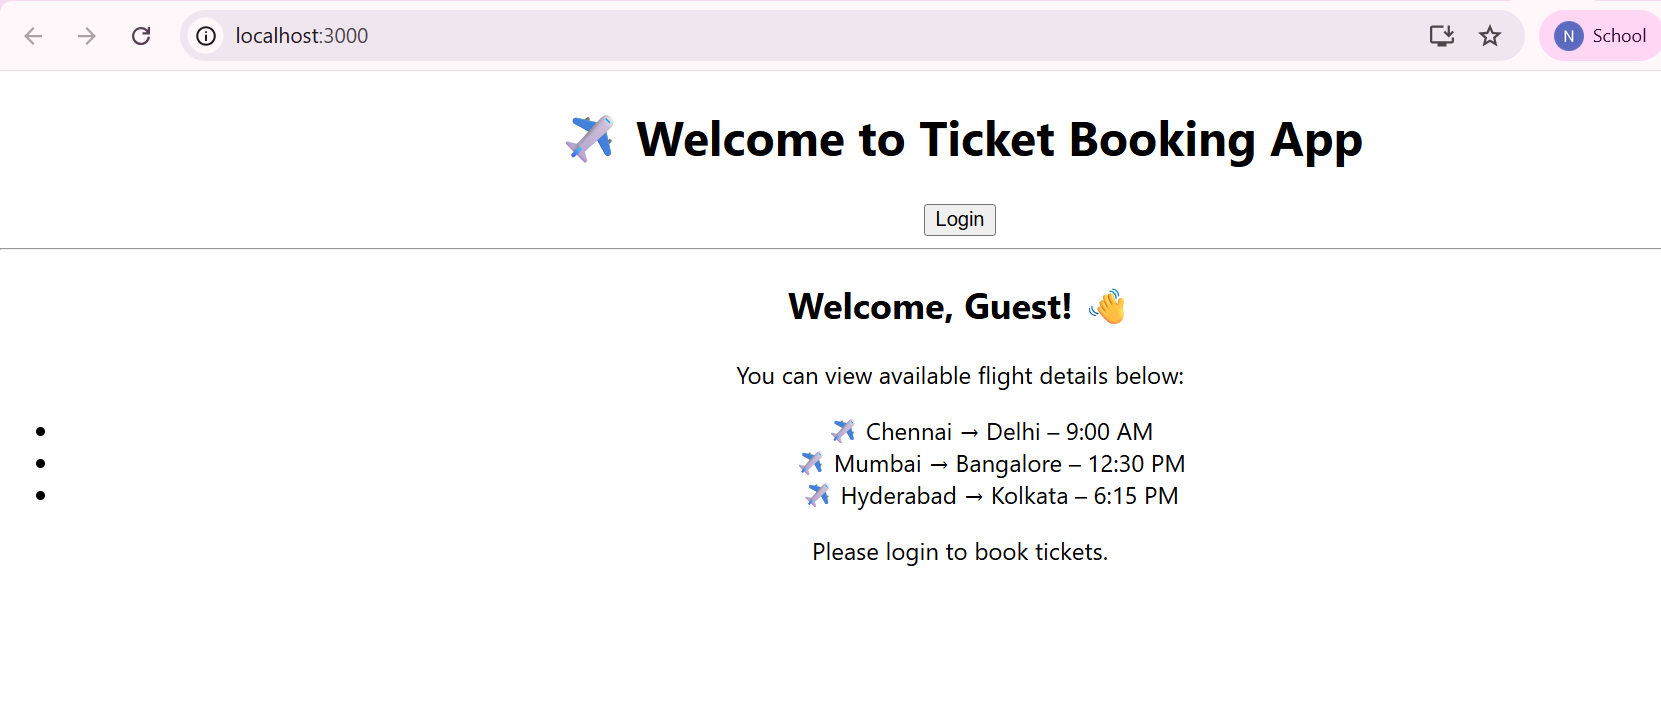 localhost:3000
N School
✈️ Welcome to Ticket Booking App
Login
Welcome, Guest! 👋
You can view available flight details below:
• ✈️ Chennai → Delhi – 9:00 AM
• ✈️ Mumbai → Bangalore – 12:30 PM
• ✈️ Hyderabad → Kolkata – 6:15 PM
Please login to book tickets.